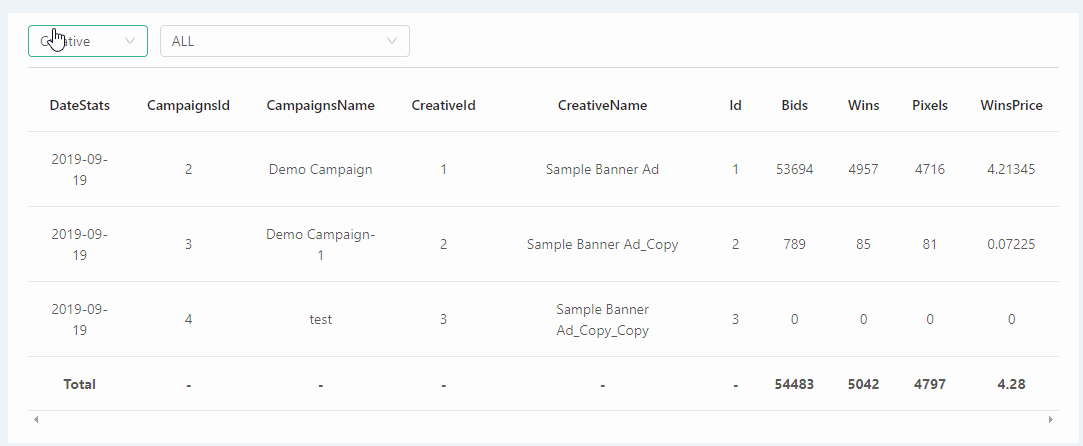 Creative ALL
DateStats CampaignsId CampaignsName CreativeId CreativeName Id Bids Wins Pixels WinsPrice
2019-09-
19 2 Demo Campaign 1 Sample Banner Ad 1 53694 4957 4716 4.21345
2019-09-
19 3 Demo Campaign-
1 2 Sample Banner Ad_Copy 2 789 85 81 0.07225
2019-09-
19 4 test 3 Sample Banner
Ad_Copy_Copy 3 0 0 0 0
Total - - - - - 54483 5042 4797 4.28